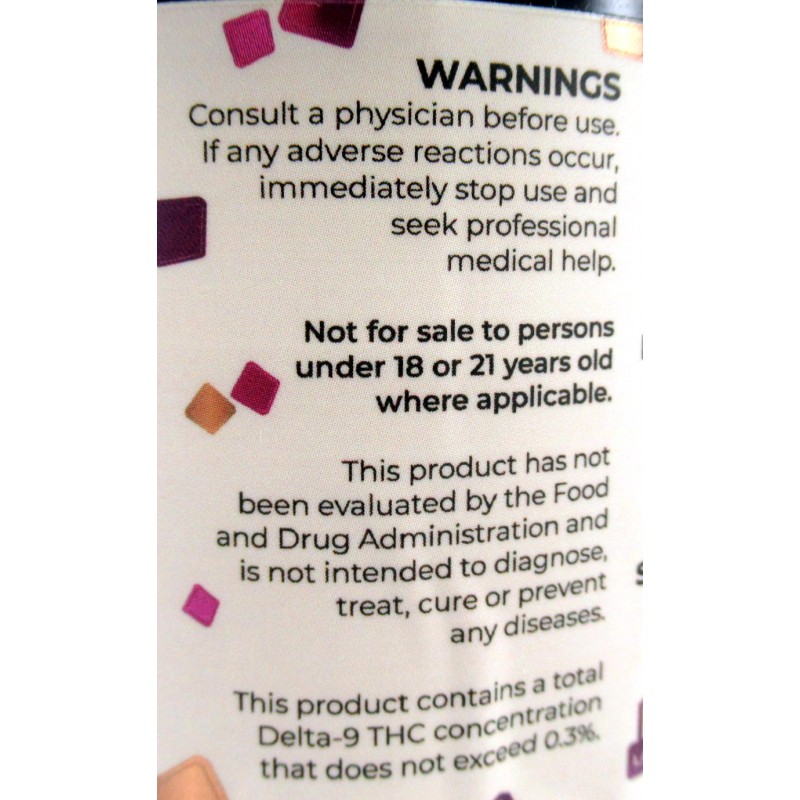 WARNINGS
Consult a physician before use.
If any adverse reactions occur,
immediately stop use and
seek professional
medical help.
Not for sale to persons
under 18 or 21 years old
where applicable.
This product has not
been evaluated by the Food
and Drug Administration and
is not intended to diagnose,
treat, cure or prevent
any diseases.
This product contains a total
Delta-9 THC concentration
that does not exceed 0.3%.